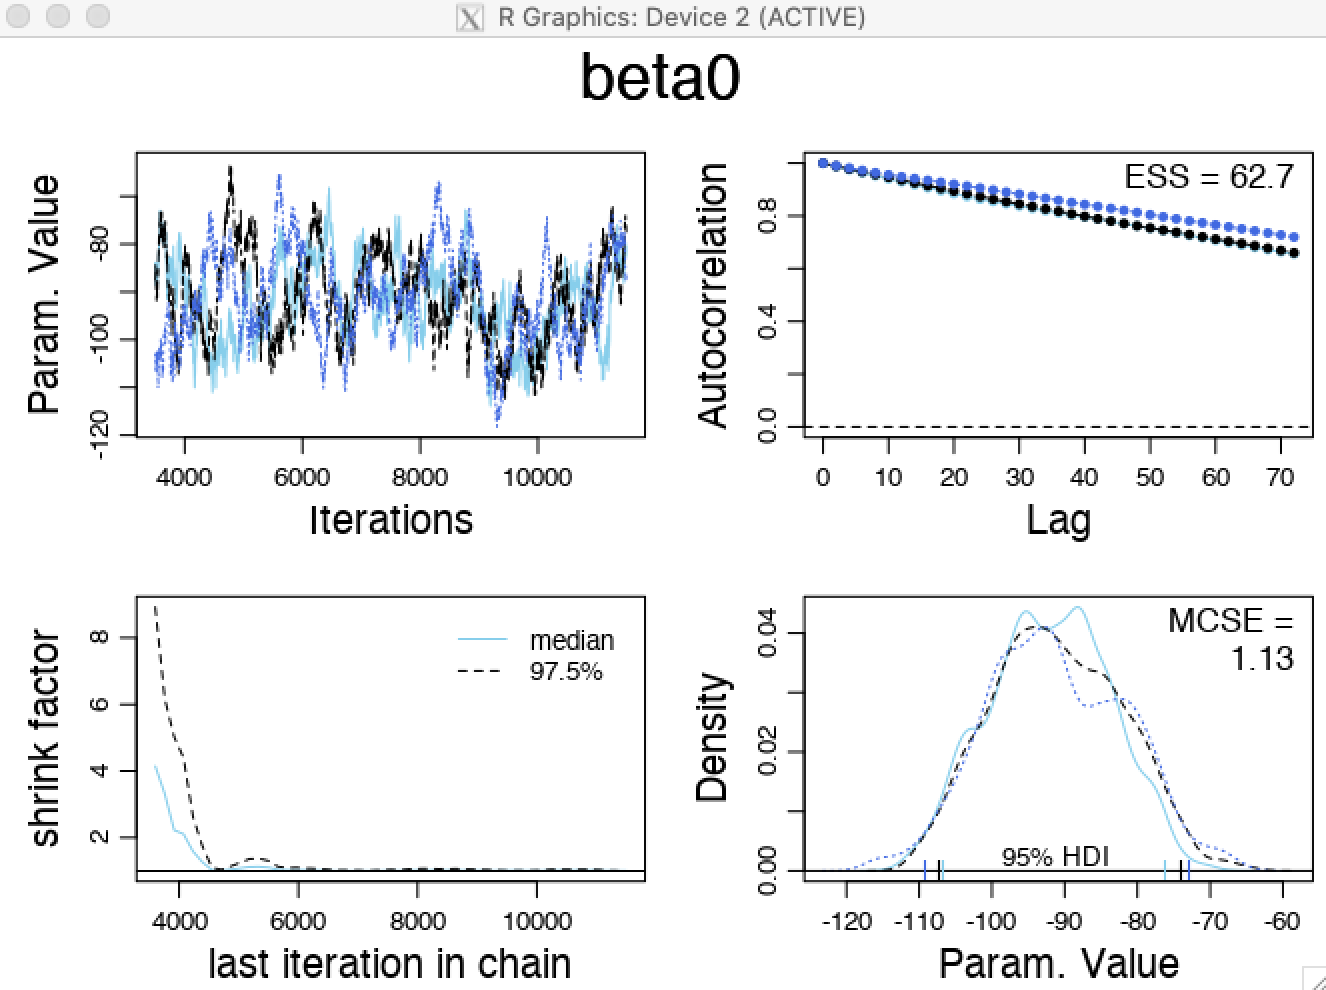 R Graphics: Device 2 (ACTIVE)
beta0
Param. Value
-120
-100
-80
4000
6000
8000
10000
Iterations
Autocorrelation
0.0
0.4
0.8
ESS = 62.7
0
10
20
30
40
50
60
70
Lag
shrink factor
2
4
6
8
median
97.5%
4000
6000
8000
10000
last iteration in chain
Density
0.00
0.02
0.04
MCSE =
1.13
95% HDI
-120
-110
-100
-90
-80
-70
-60
Param. Value